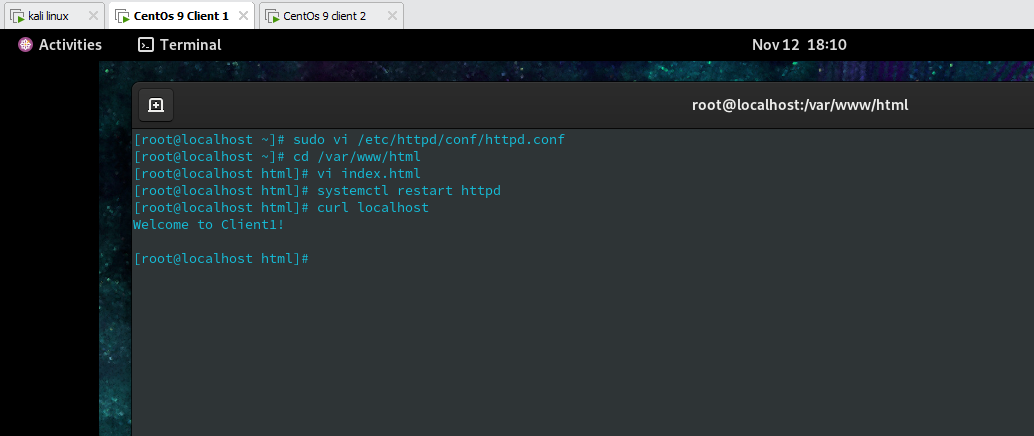 kali linux
CentOs 9 Client 1
CentOs 9 client 2
Activities
Terminal
Nov 12 18:10
root@localhost:/var/www/html
[root@localhost ~]# sudo vi /etc/httpd/conf/httpd.conf
[root@localhost ~]# cd /var/www/html
[root@localhost html]# vi index.html
[root@localhost html]# systemctl restart httpd
[root@localhost html]# curl localhost
Welcome to Client1!
[root@localhost html]#